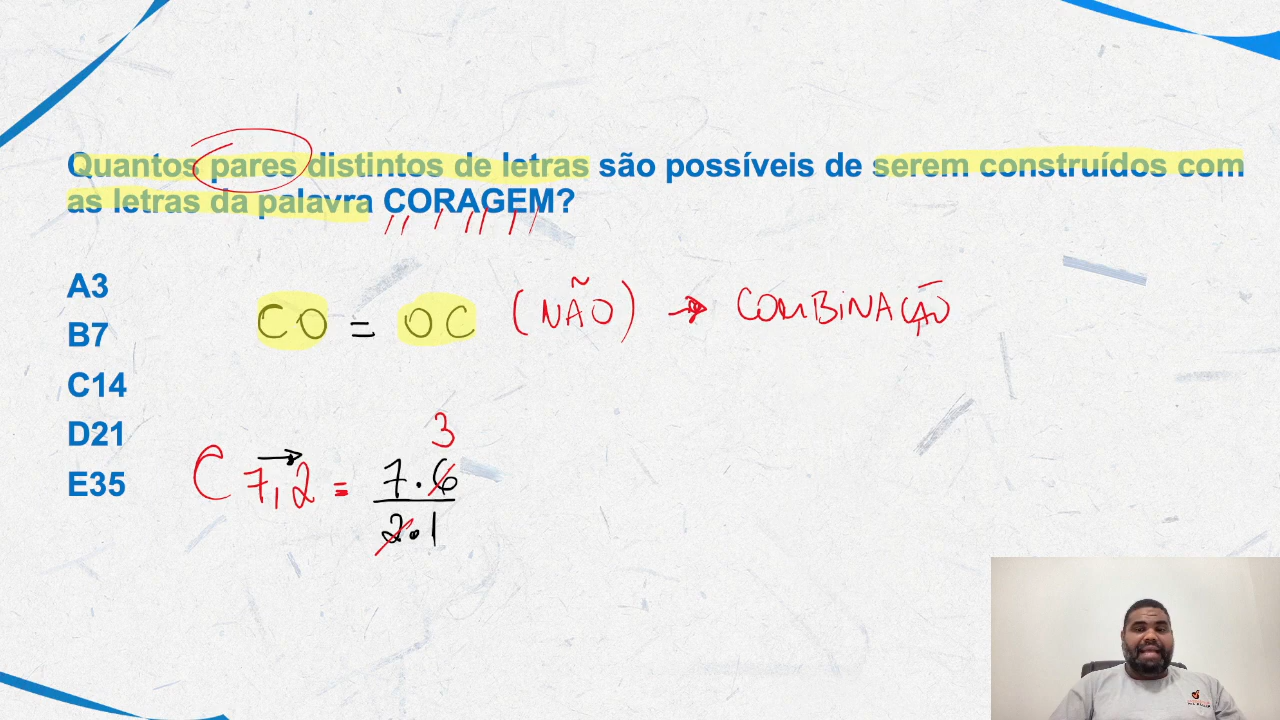 Quantos pares distintos de letras são possíveis de serem construídos com
as letras da palavra CORAGEM?
A3
B7
C14
D21
E35
CO = OC (NÃO) → COMBINAÇÃO
3
C 7,2 = 7 . 6
2 . 1